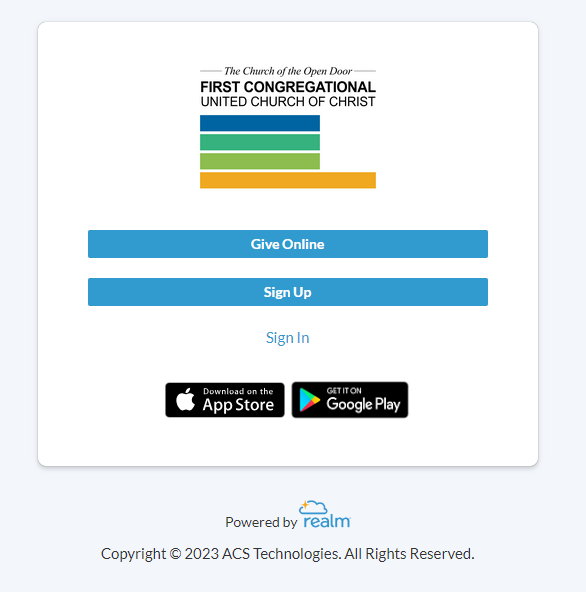 The Church of the Open Door
FIRST CONGREGATIONAL
UNITED CHURCH OF CHRIST
Give Online
Sign Up
Sign In
Download on the
App Store
GET IT ON
Google Play
Powered by realm
Copyright © 2023 ACS Technologies. All Rights Reserved.